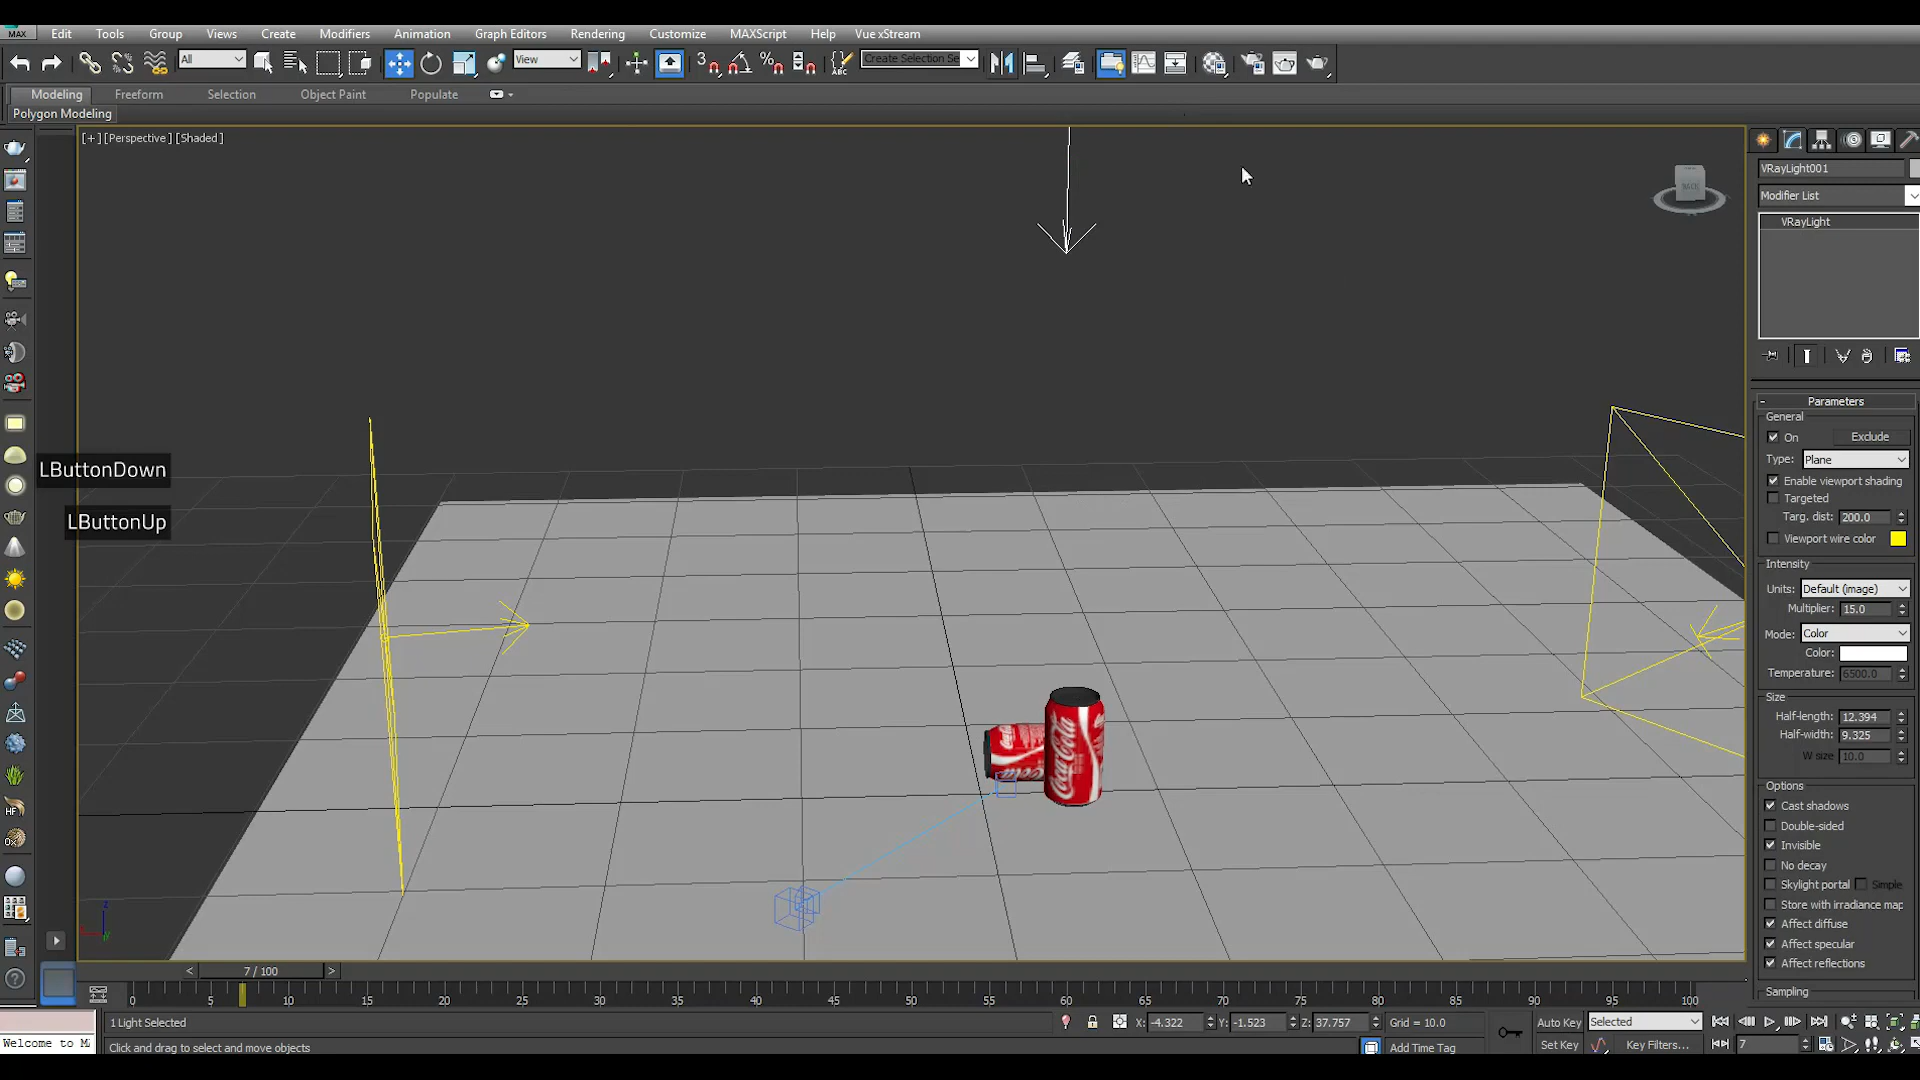 MAX Edit Tools Group Views Create Modifiers Animation Graph Editors Rendering Customize MAXScript Help Vue xStream
All View 3 % ABC Create Selection Se
Modeling Freeform Selection Object Paint Populate
Polygon Modeling
[+] [Perspective] [Shaded]
VRayLight001
Modifier List
VRayLight
Parameters
General
On Exclude
Type: Plane
Enable viewport shading
Targeted
Targ. dist: 200.0
Viewport wire color
Intensity
Units: Default (image)
Multiplier: 15.0
Mode: Color
Color:
Temperature: 6500.0
Size
Half-length: 12.394
Half-width: 9.325
W size 10.0
Options
Cast shadows
Double-sided
Invisible
No decay
Skylight portal Simple
Store with irradiance map
Affect diffuse
Affect specular
Affect reflections
Sampling
LButtonDown
LButtonUp
HF
Coca-Cola
z
< 7 / 100 >
0 5 10 15 20 25 30 35 40 45 50 55 60 65 70 75 80 85 90 95 100
1 Light Selected X: -4.322 Y: -1.523 Z: 37.757 Grid = 10.0 Auto Key Selected
Welcome to M Click and drag to select and move objects Add Time Tag Set Key Key Filters... 7